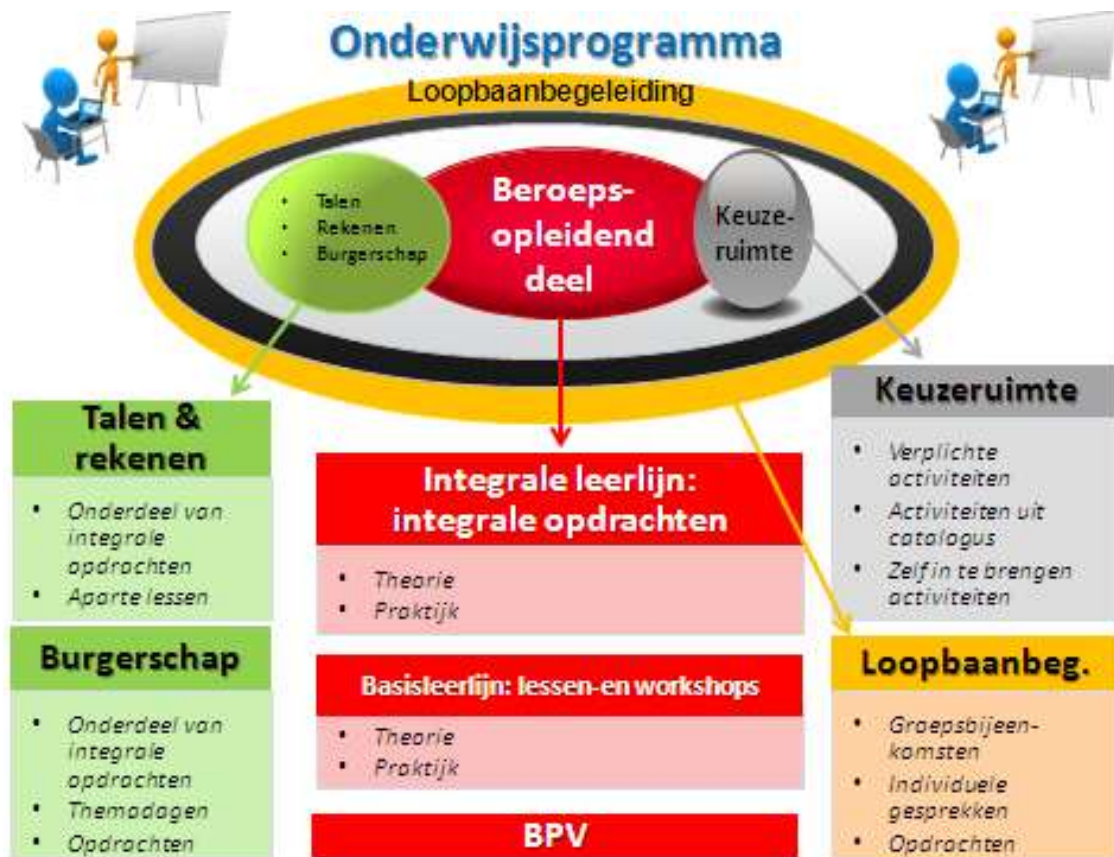 Onderwijsprogramma
Loopbaanbegeleiding
• Talen
• Rekenen
• Burgerschap
Beroeps-
opleidend
deel
Keuze-
ruimte
Talen &
rekenen
• Onderdeel van
integrale
opdrachten
• Aparte lessen
Burgerschap
• Onderdeel van
integrale
opdrachten
• Themadagen
• Opdrachten
Integrale leerlijn:
integrale opdrachten
• Theorie
• Praktijk
Basisleerlijn: lessen-en workshops
• Theorie
• Praktijk
BPV
Keuzeruimte
• Verplichte
activiteiten
• Activiteiten uit
catalogus
• Zelf in te brengen
activiteiten
Loopbaanbeg.
• Groepsbijeen-
komsten
• Individuele
gesprekken
• Opdrachten